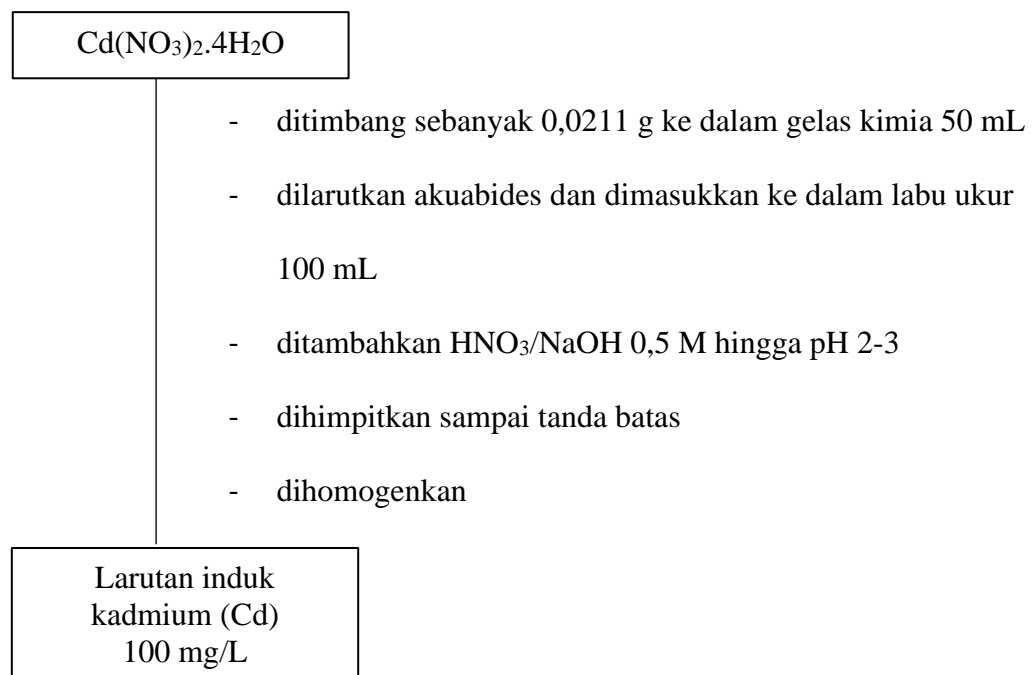 Cd(NO₃)₂.4H₂O
- ditimbang sebanyak 0,0211 g ke dalam gelas kimia 50 mL
- dilarutkan akuabides dan dimasukkan ke dalam labu ukur
100 mL
- ditambahkan HNO₃/NaOH 0,5 M hingga pH 2-3
- dihimpitkan sampai tanda batas
- dihomogenkan
Larutan induk
kadmium (Cd)
100 mg/L